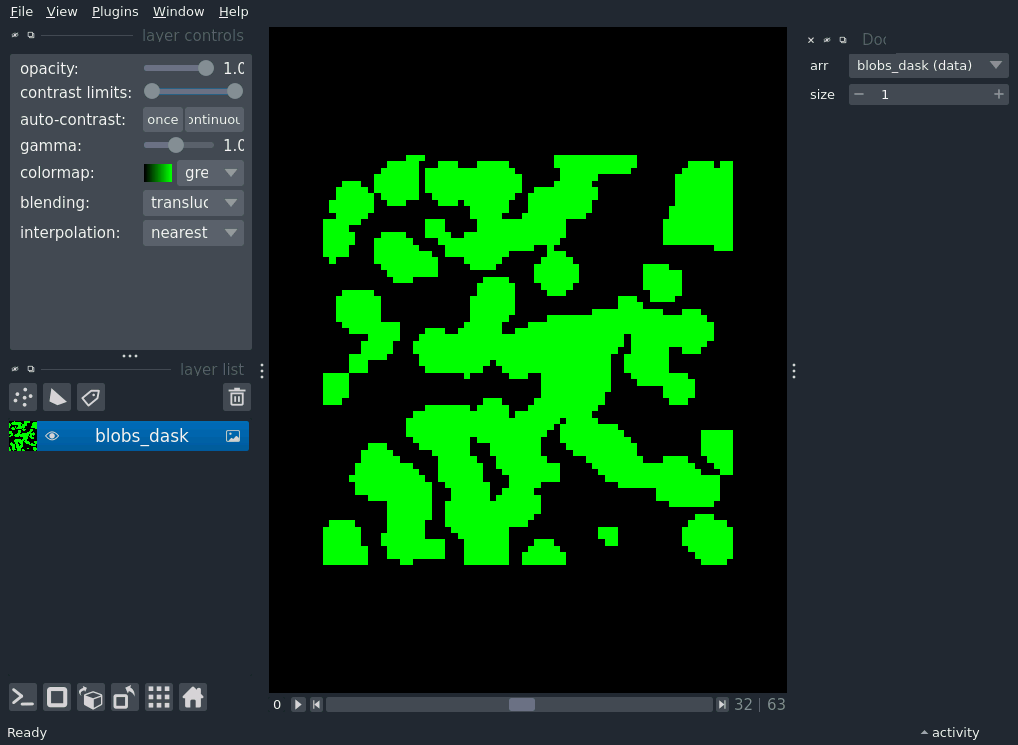 File View Plugins Window Help
layer controls
opacity: 1.0
contrast limits:
auto-contrast: once ontinuou
gamma: 1.0
colormap: gre
blending: transluc
interpolation: nearest
layer list
blobs_dask
Ready
0 32 | 63
Doc
arr blobs_dask (data)
size 1
activity